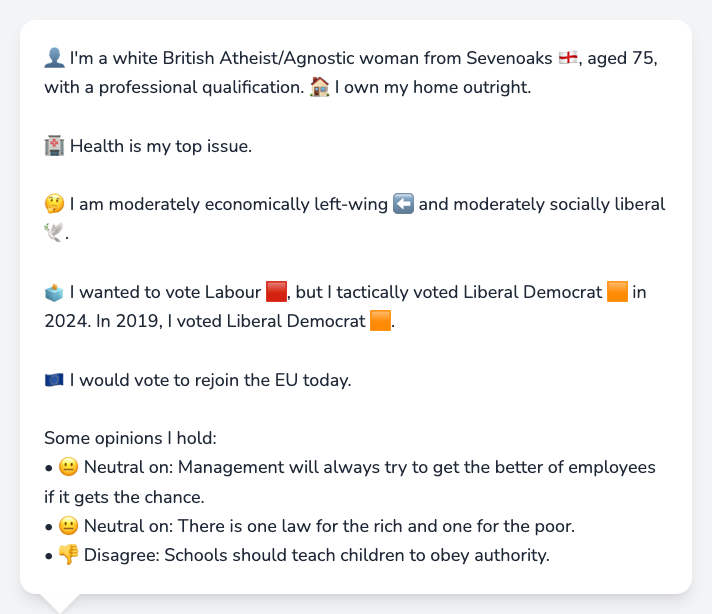 👤 I'm a white British Atheist/Agnostic woman from Sevenoaks 🏴󠁧󠁢󠁥󠁮󠁧󠁿, aged 75,
with a professional qualification. 🏠 I own my home outright.
🏥 Health is my top issue.
🤔 I am moderately economically left-wing ⬅️ and moderately socially liberal
🕊️.
🗳️ I wanted to vote Labour 🟥, but I tactically voted Liberal Democrat 🟧 in
2024. In 2019, I voted Liberal Democrat 🟧.
🇪🇺 I would vote to rejoin the EU today.
Some opinions I hold:
• 😐 Neutral on: Management will always try to get the better of employees
if it gets the chance.
• 😐 Neutral on: There is one law for the rich and one for the poor.
• 👎 Disagree: Schools should teach children to obey authority.